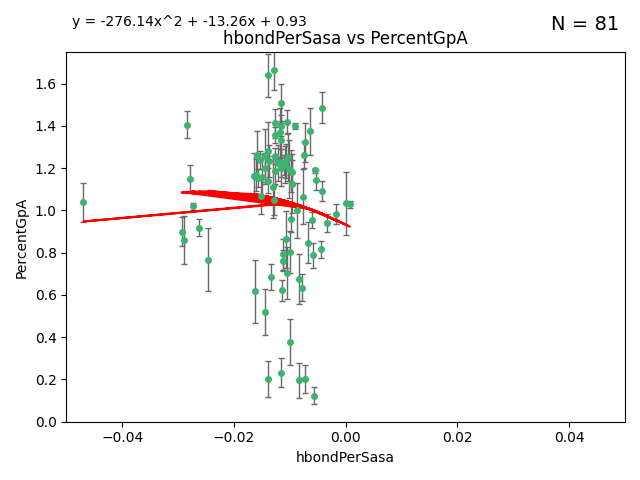 y = -276.14x^2 + -13.26x + 0.93
N = 81
hbondPerSasa vs PercentGpA
PercentGpA
1.6
1.4
1.2
1.0
0.8
0.6
0.4
0.2
0.0
−0.04
−0.02
0.00
0.02
0.04
hbondPerSasa